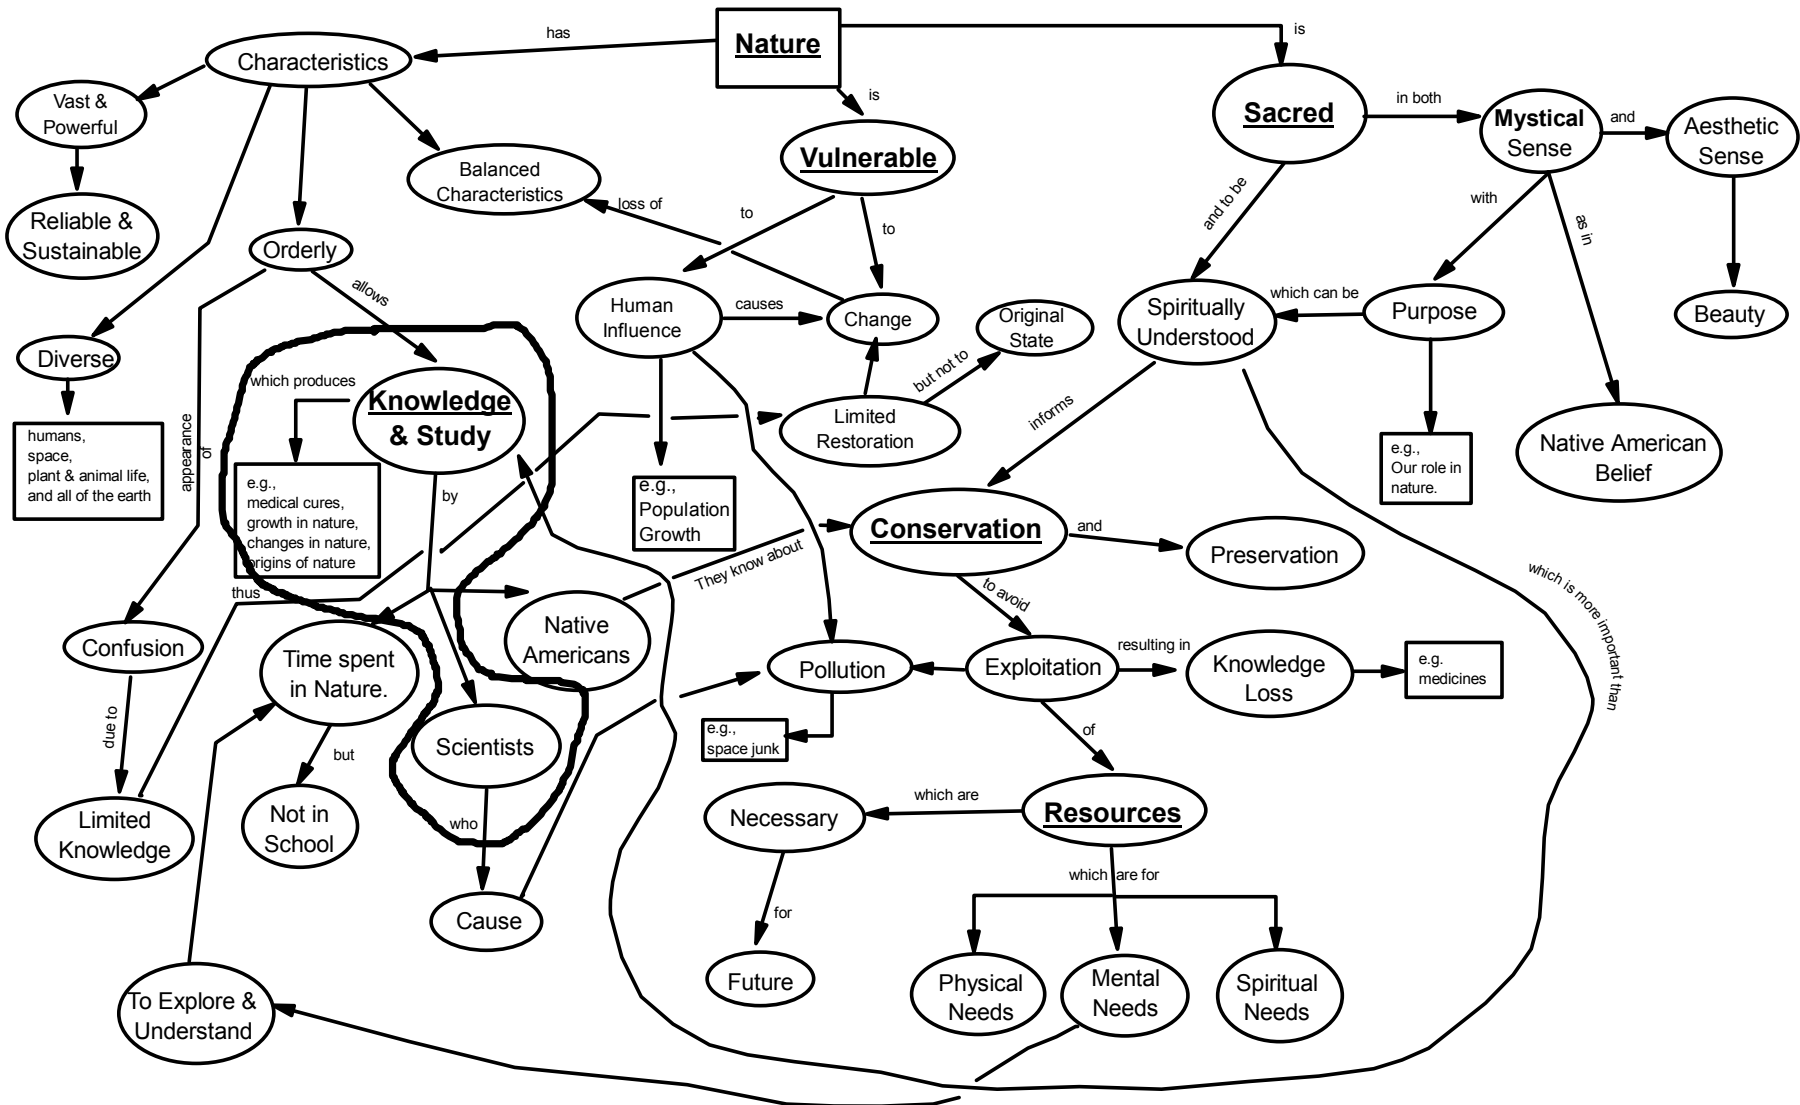 has
Nature
is
is
Characteristics
Vast &
Powerful
Reliable &
Sustainable
Balanced
Characteristics
Vulnerable
Sacred
in both
Mystical
Sense
and
Aesthetic
Sense
loss of
to
to
and to be
with
as in
Orderly
allows
Human
Influence
causes
Change
Original
State
Spiritually
Understood
which can be
Purpose
Beauty
Diverse
which produces
Knowledge
& Study
but not to
Limited
Restoration
informs
humans,
space,
plant & animal life,
and all of the earth
appearance
of
e.g.,
medical cures,
growth in nature,
changes in nature,
origins of nature
by
e.g.,
Population
Growth
e.g.,
Our role in
nature.
Native American
Belief
Conservation
and
Preservation
They know about
to avoid
which is more important than
thus
Confusion
Time spent
in Nature.
Native
Americans
Pollution
Exploitation
resulting in
Knowledge
Loss
e.g.
medicines
due to
but
Scientists
e.g.,
space junk
of
Limited
Knowledge
Not in
School
who
Necessary
which are
Resources
which are for
Cause
for
Future
Physical
Needs
Mental
Needs
Spiritual
Needs
To Explore &
Understand